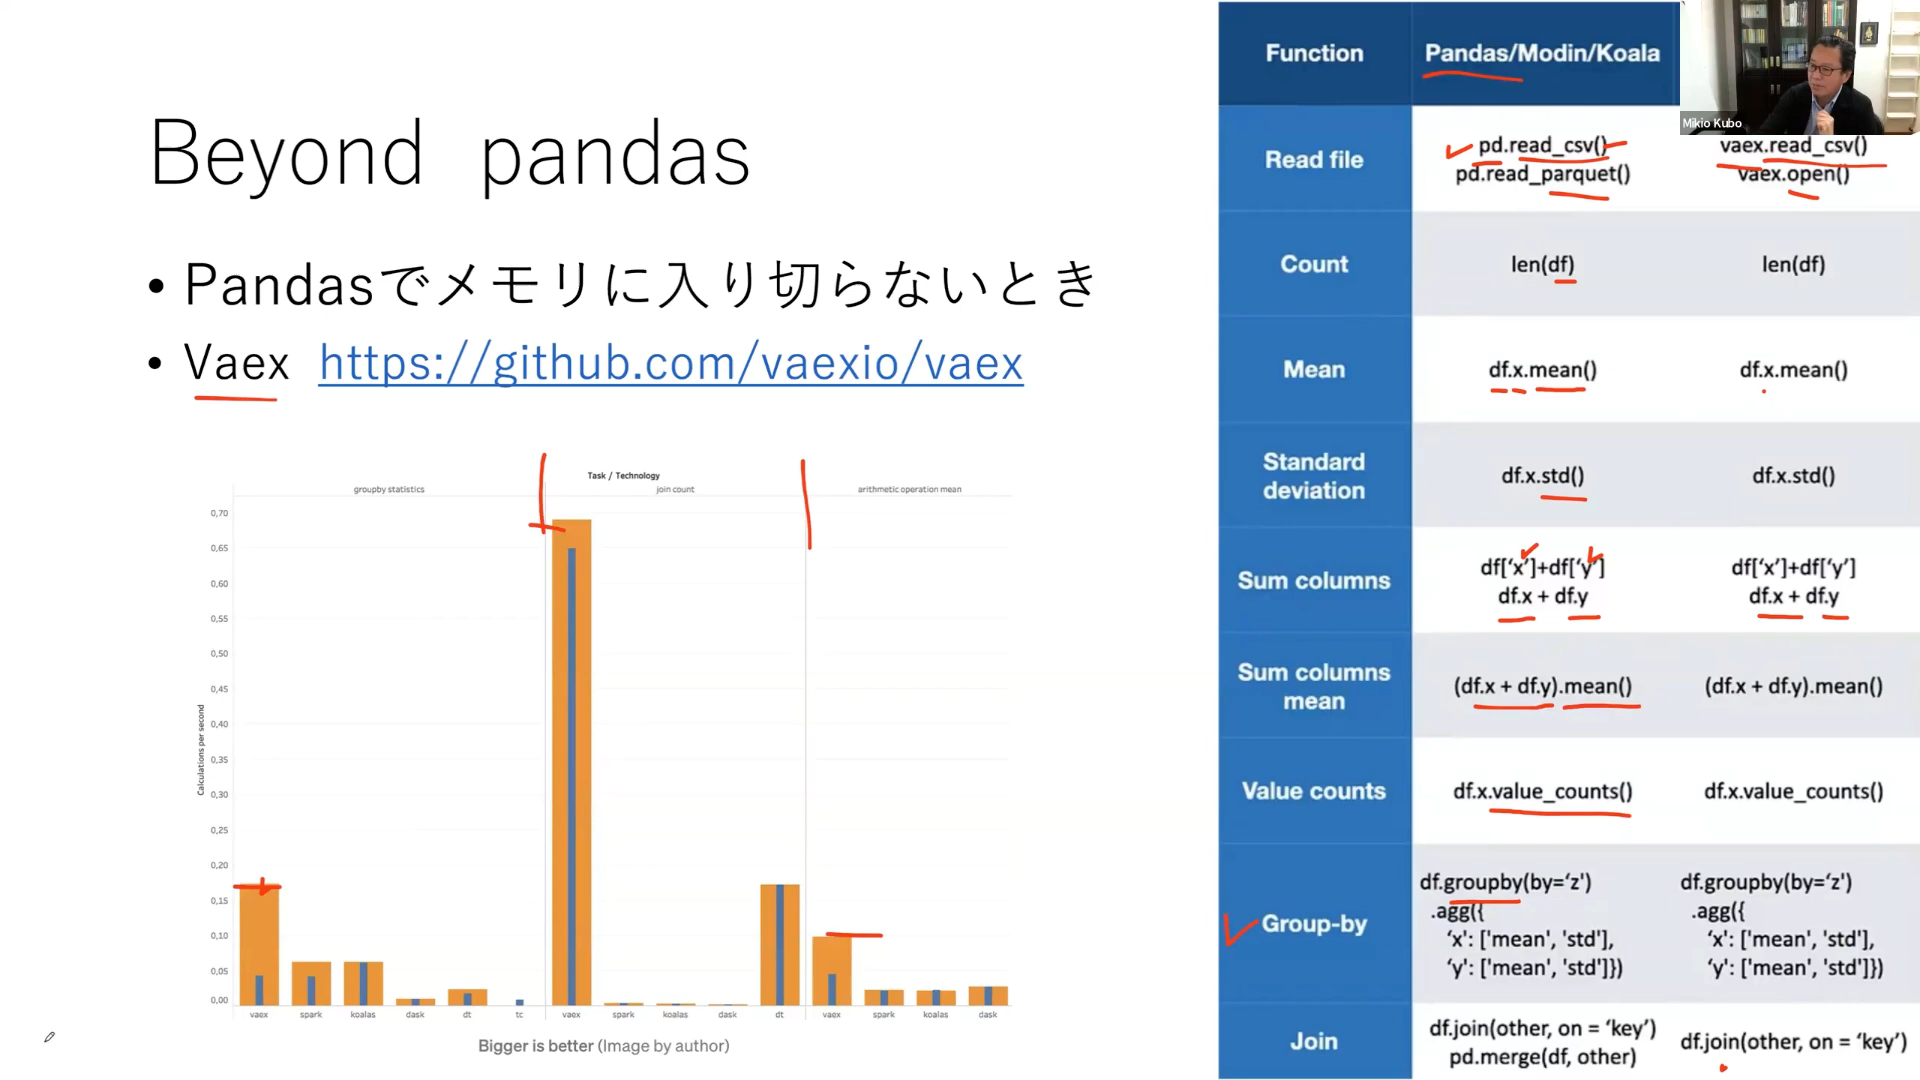 Beyond pandas
• Pandasでメモリに入り切らないとき
• Vaex https://github.com/vaexio/vaex
Task / Technology
groupby statistics join count arithmetic operation mean
Calculations per second
0,70
0,65
0,60
0,55
0,50
0,45
0,40
0,35
0,30
0,25
0,20
0,15
0,10
0,05
0,00
vaex spark koalas dask dt tc vaex spark koalas dask dt vaex spark koalas dask
Bigger is better (Image by author)
Function Pandas/Modin/Koala
Mikio Kubo
Read file
pd.read_csv() vaex.read_csv()
pd.read_parquet() vaex.open()
Count len(df) len(df)
Mean df.x.mean() df.x.mean()
Standard
deviation
df.x.std() df.x.std()
Sum columns
df[‘x’]+df[‘y’] df[‘x’]+df[‘y’]
df.x + df.y df.x + df.y
Sum columns
mean
(df.x + df.y).mean() (df.x + df.y).mean()
Value counts df.x.value_counts() df.x.value_counts()
Group-by
df.groupby(by=‘z')
.agg({
‘x': ['mean', 'std'],
‘y': ['mean', 'std']})
df.groupby(by=‘z')
.agg({
‘x': ['mean', 'std'],
‘y': ['mean', 'std']})
Join
df.join(other, on = ‘key’)
pd.merge(df, other)
df.join(other, on = ‘key’)